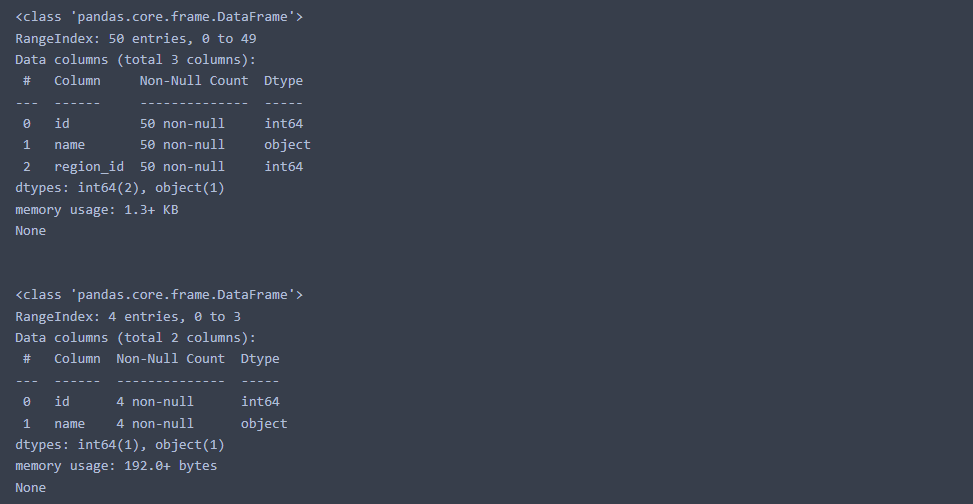 <class 'pandas.core.frame.DataFrame'>
RangeIndex: 50 entries, 0 to 49
Data columns (total 3 columns):
 #   Column     Non-Null Count  Dtype
---  ------     --------------  -----
 0   id         50 non-null     int64
 1   name       50 non-null     object
 2   region_id  50 non-null     int64
dtypes: int64(2), object(1)
memory usage: 1.3+ KB
None
<class 'pandas.core.frame.DataFrame'>
RangeIndex: 4 entries, 0 to 3
Data columns (total 2 columns):
 #   Column  Non-Null Count  Dtype
---  ------  --------------  -----
 0   id      4 non-null      int64
 1   name    4 non-null      object
dtypes: int64(1), object(1)
memory usage: 192.0+ bytes
None